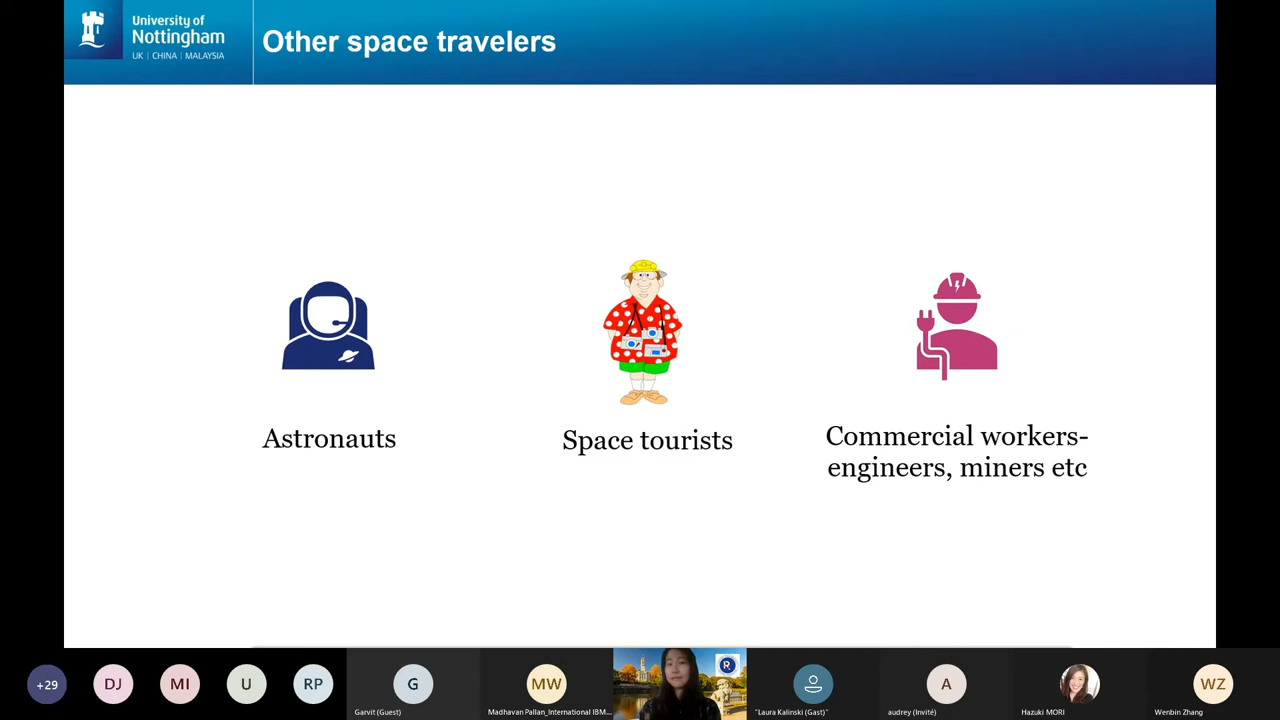 University of
Nottingham
UK | CHINA | MALAYSIA
Other space travelers
Astronauts
Space tourists
Commercial workers-
engineers, miners etc
+29
DJ
MI
U
RP
G
MW
R
A
WZ
Garvit (Guest)
Madhavan Pallan_International IBM...
"Laura Kalinski (Gast)"
audrey (Invité)
Hazuki MORI
Wenbin Zhang